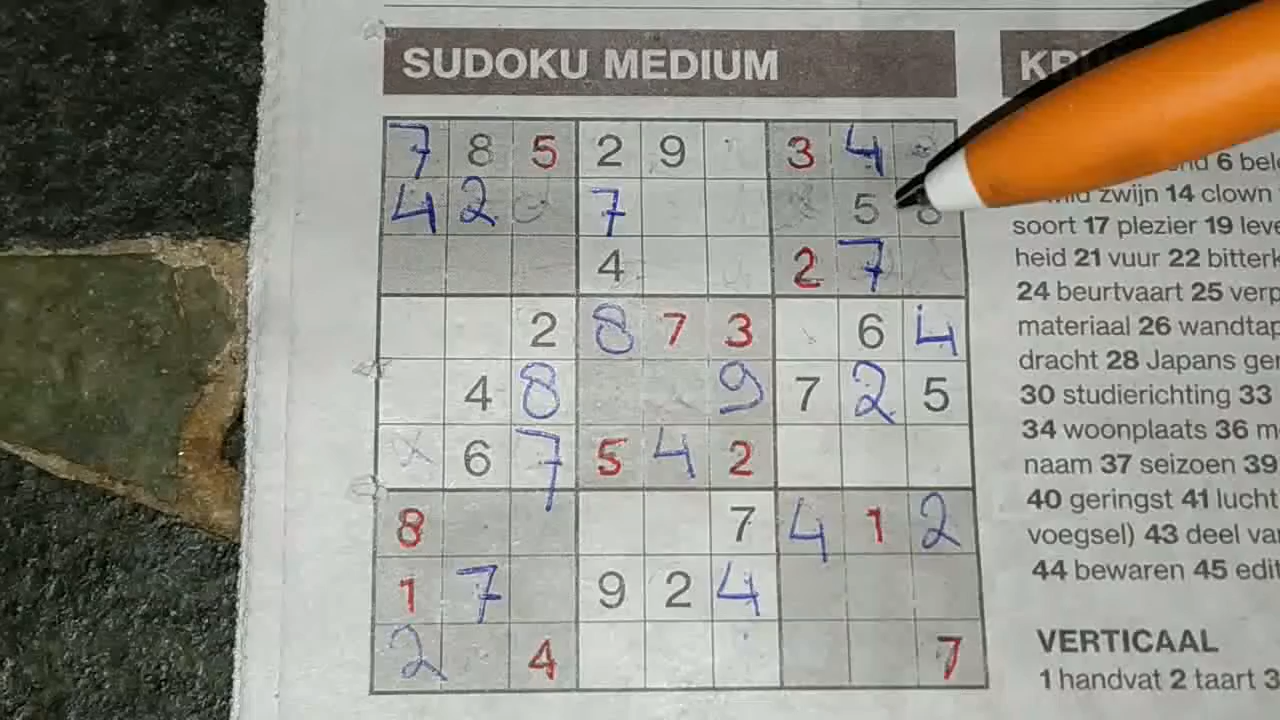 SUDOKU MEDIUM
7 8 5 2 9 3 4
4 2 7 5 8
4 2 7
2 8 7 3 6 4
4 8 9 7 2 5
6 7 5 4 2
8 7 4 1 2
1 7 9 2 4
2 4 7
6
zwijn 14 clown
soort 17 plezier 19
heid 21 vuur 22
24 beurtvaart 25
materiaal 26
dracht 28 Japans
30 studierichting 33
34 woonplaats 36
naam 37 seizoen 39
40 geringst 41
voegsel) 43 deel
44 bewaren 45
VERTICAAL
1 handvat 2 taart 3